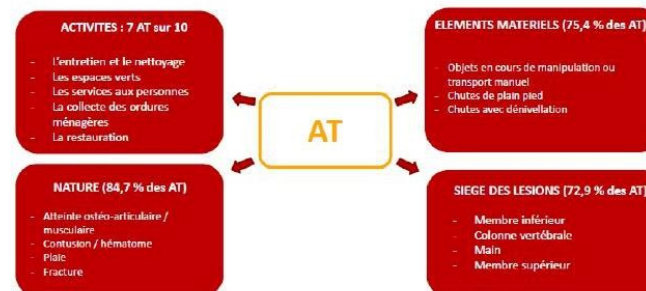 ACTIVITES : 7 AT sur 10
- L'entretien et le nettoyage
- Les espaces verts
- Les services aux personnes
- La collecte des ordures
ménagères
- La restauration
ELEMENTS MATERIELS (75,4 % des AT)
- Objets en cours de manipulation ou
transport manuel
- Chutes de plain pied
- Chutes avec dénivellation
AT
NATURE (84,7 % des AT)
- Atteinte ostéo-articulaire /
musculaire
- Contusion / hématome
- Plaie
- Fracture
SIEGE DES LESIONS (72,9 % des AT)
- Membre inférieur
- Colonne vertébrale
- Main
- Membre supérieur